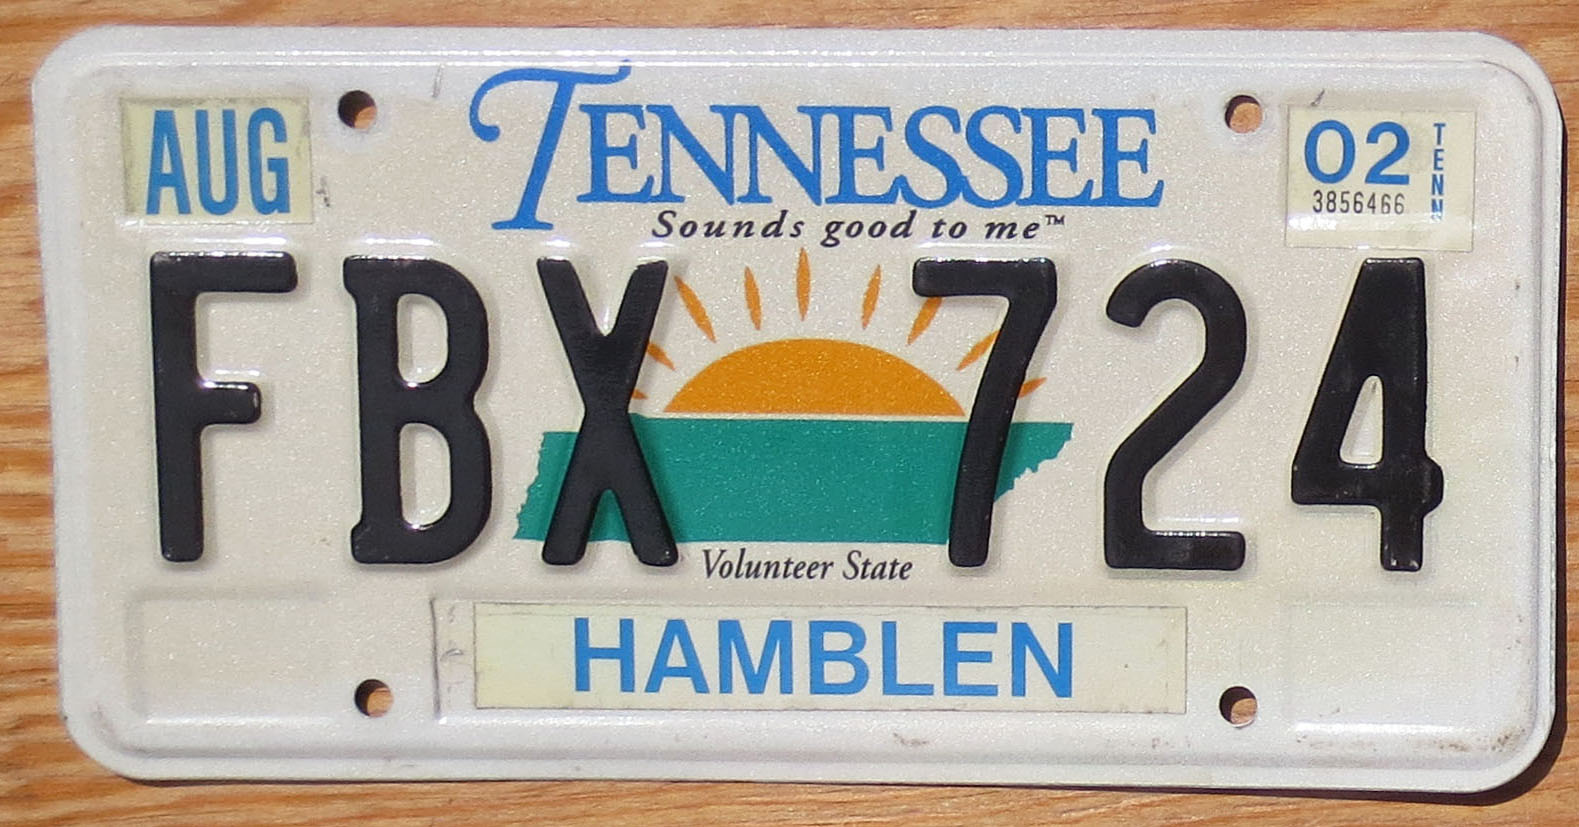 AUG
TENNESSEE
02
TENN
3856466
Sounds good to me™
FBX 724
Volunteer State
HAMBLEN